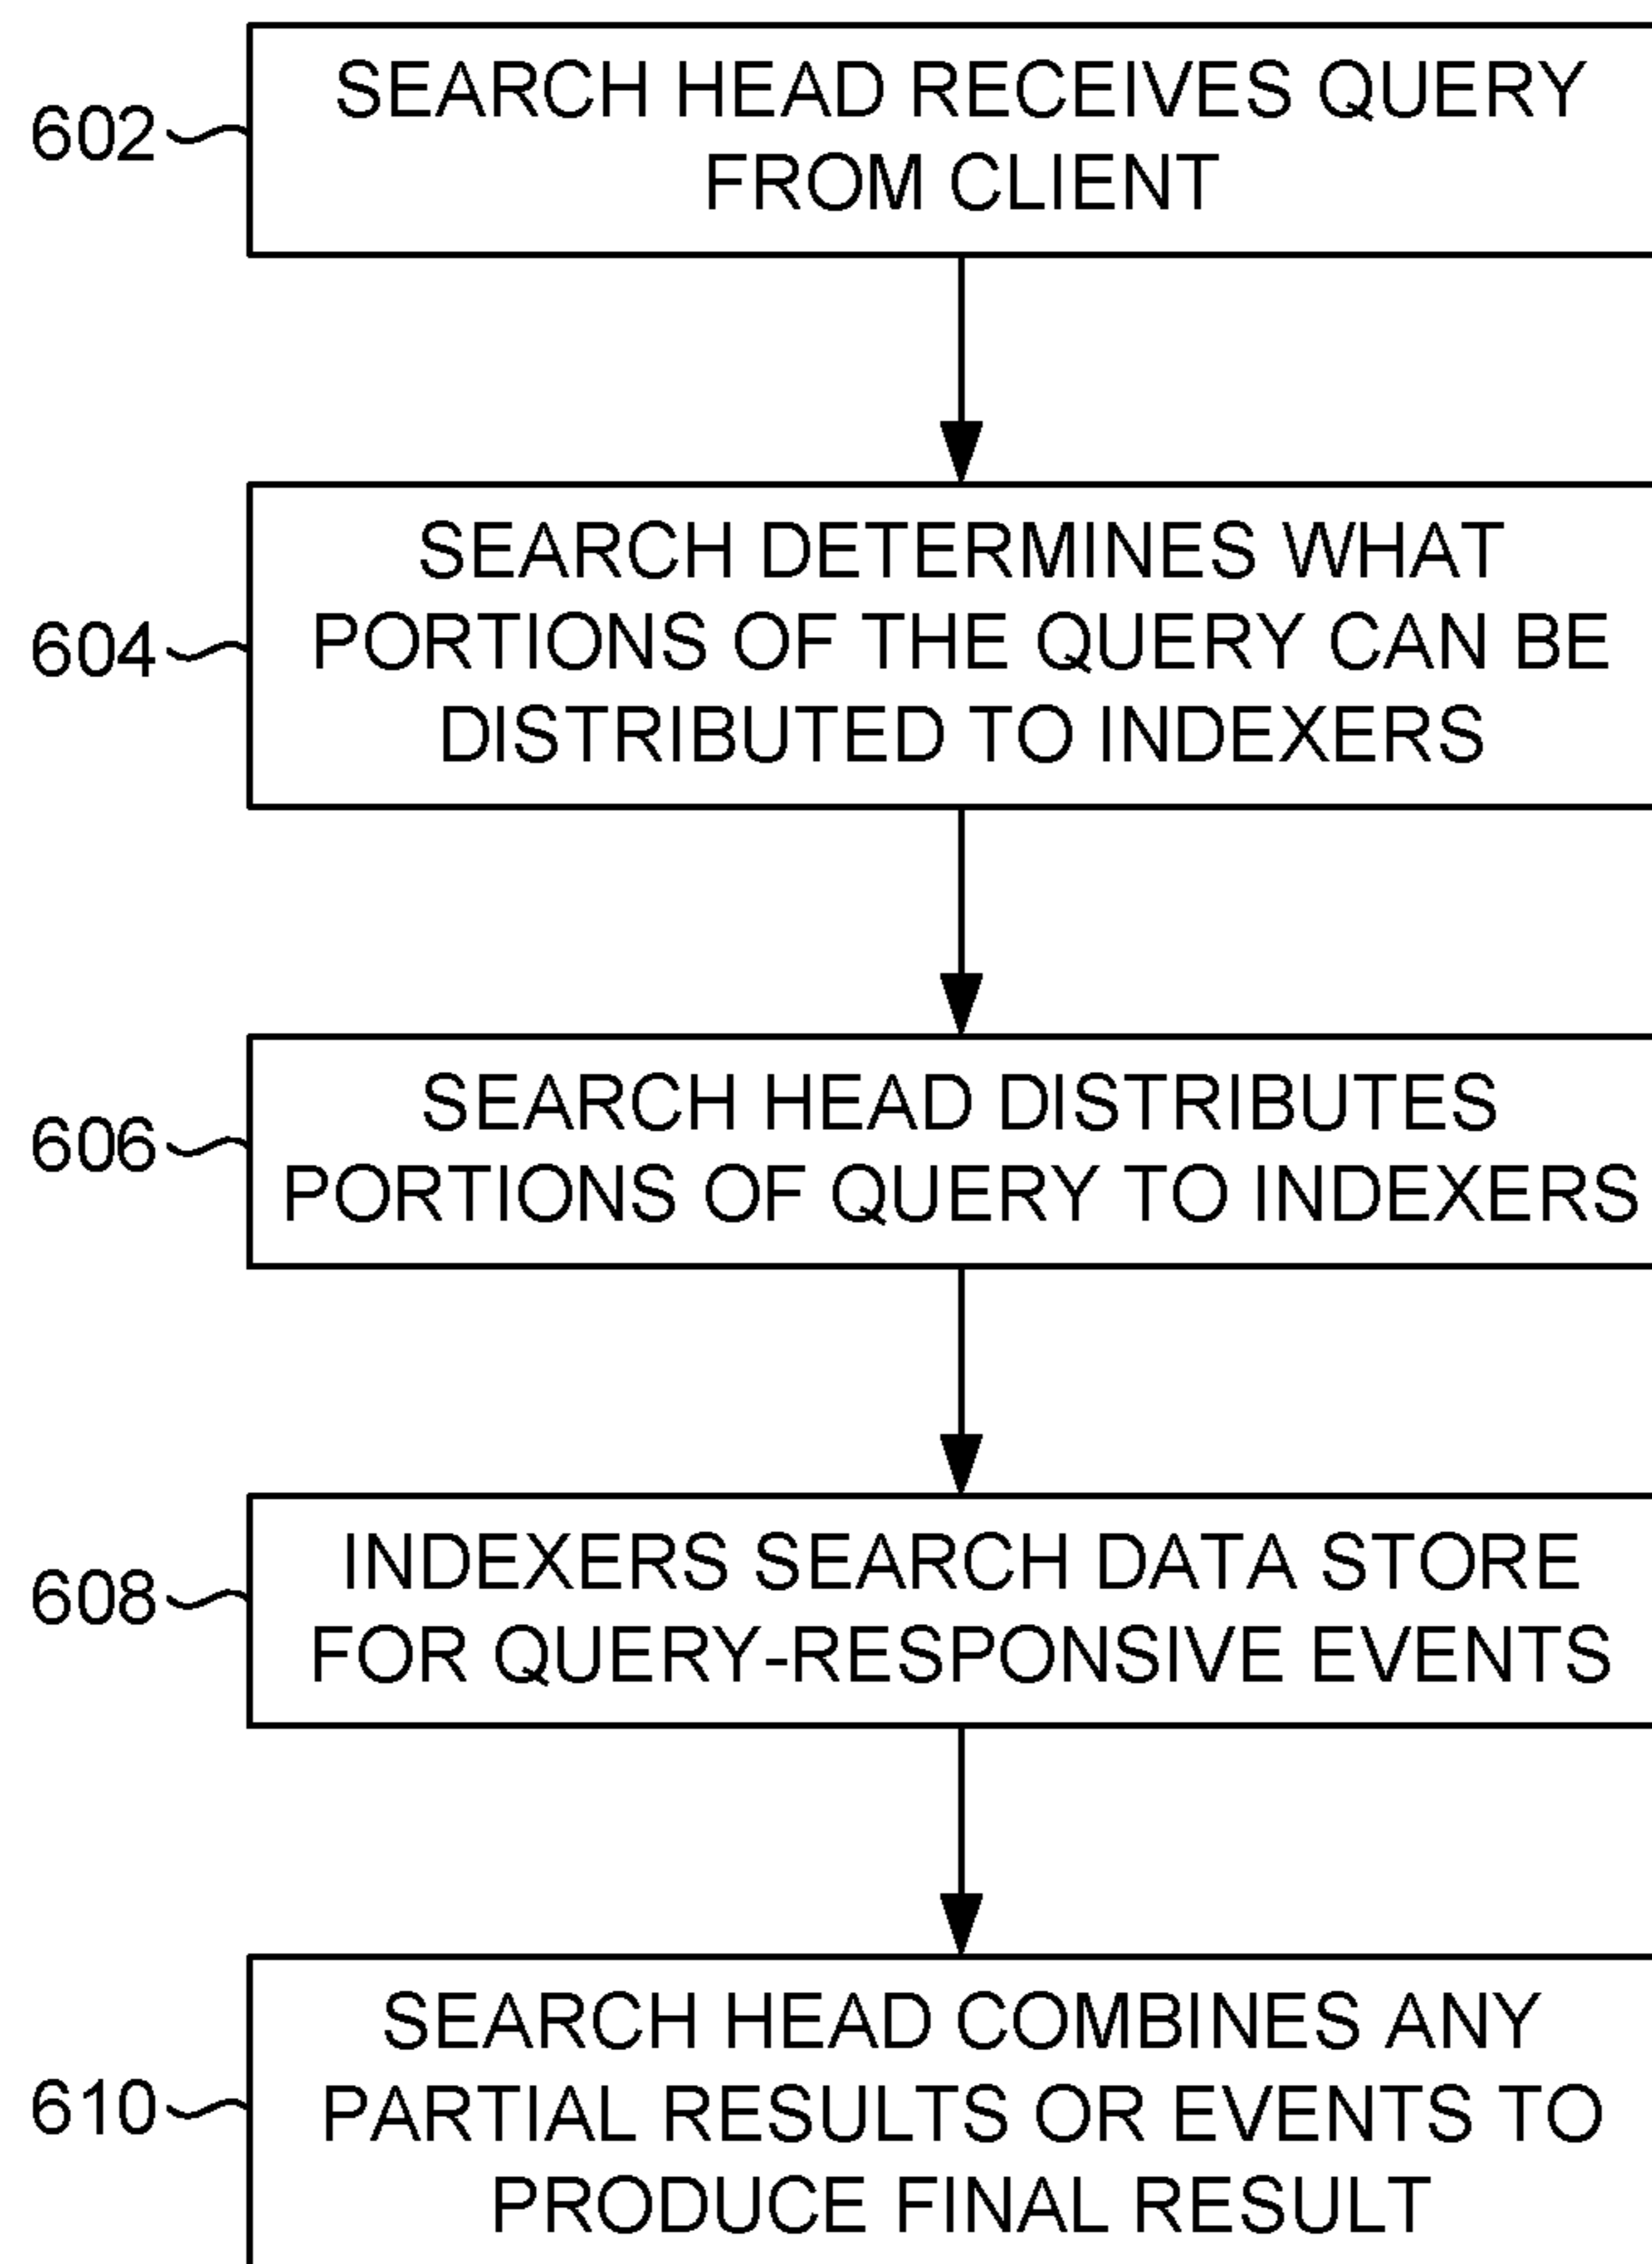 602
SEARCH HEAD RECEIVES QUERY
FROM CLIENT
604
SEARCH DETERMINES WHAT
PORTIONS OF THE QUERY CAN BE
DISTRIBUTED TO INDEXERS
606
SEARCH HEAD DISTRIBUTES
PORTIONS OF QUERY TO INDEXERS
608
INDEXERS SEARCH DATA STORE
FOR QUERY-RESPONSIVE EVENTS
610
SEARCH HEAD COMBINES ANY
PARTIAL RESULTS OR EVENTS TO
PRODUCE FINAL RESULT